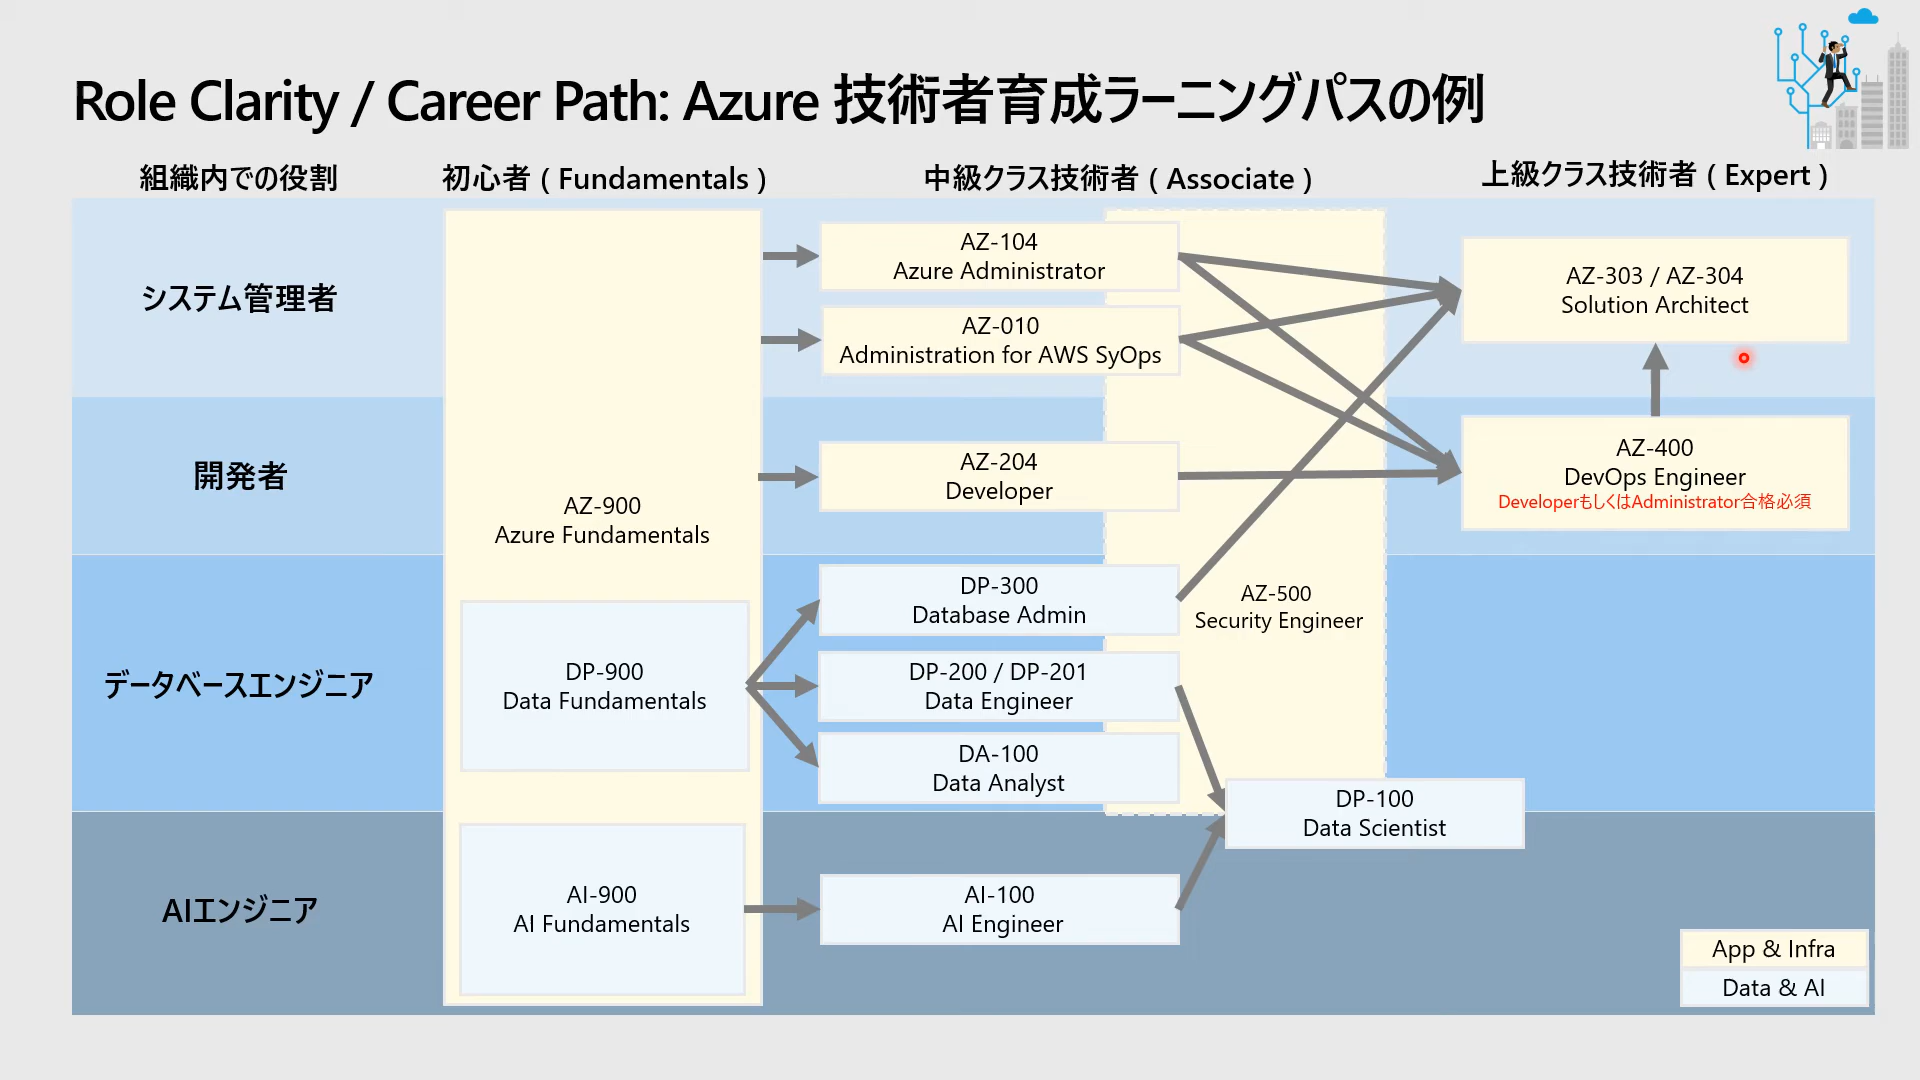 Role Clarity / Career Path: Azure 技術者育成ラーニングパスの例
組織内での役割
初心者 ( Fundamentals )
中級クラス技術者 ( Associate )
上級クラス技術者 ( Expert )
システム管理者
開発者
データベースエンジニア
AIエンジニア
AZ-900
Azure Fundamentals
DP-900
Data Fundamentals
AI-900
AI Fundamentals
AZ-104
Azure Administrator
AZ-010
Administration for AWS SyOps
AZ-204
Developer
DP-300
Database Admin
DP-200 / DP-201
Data Engineer
DA-100
Data Analyst
AI-100
AI Engineer
AZ-500
Security Engineer
DP-100
Data Scientist
AZ-303 / AZ-304
Solution Architect
AZ-400
DevOps Engineer
DeveloperもしくはAdministrator合格必須
App & Infra
Data & AI